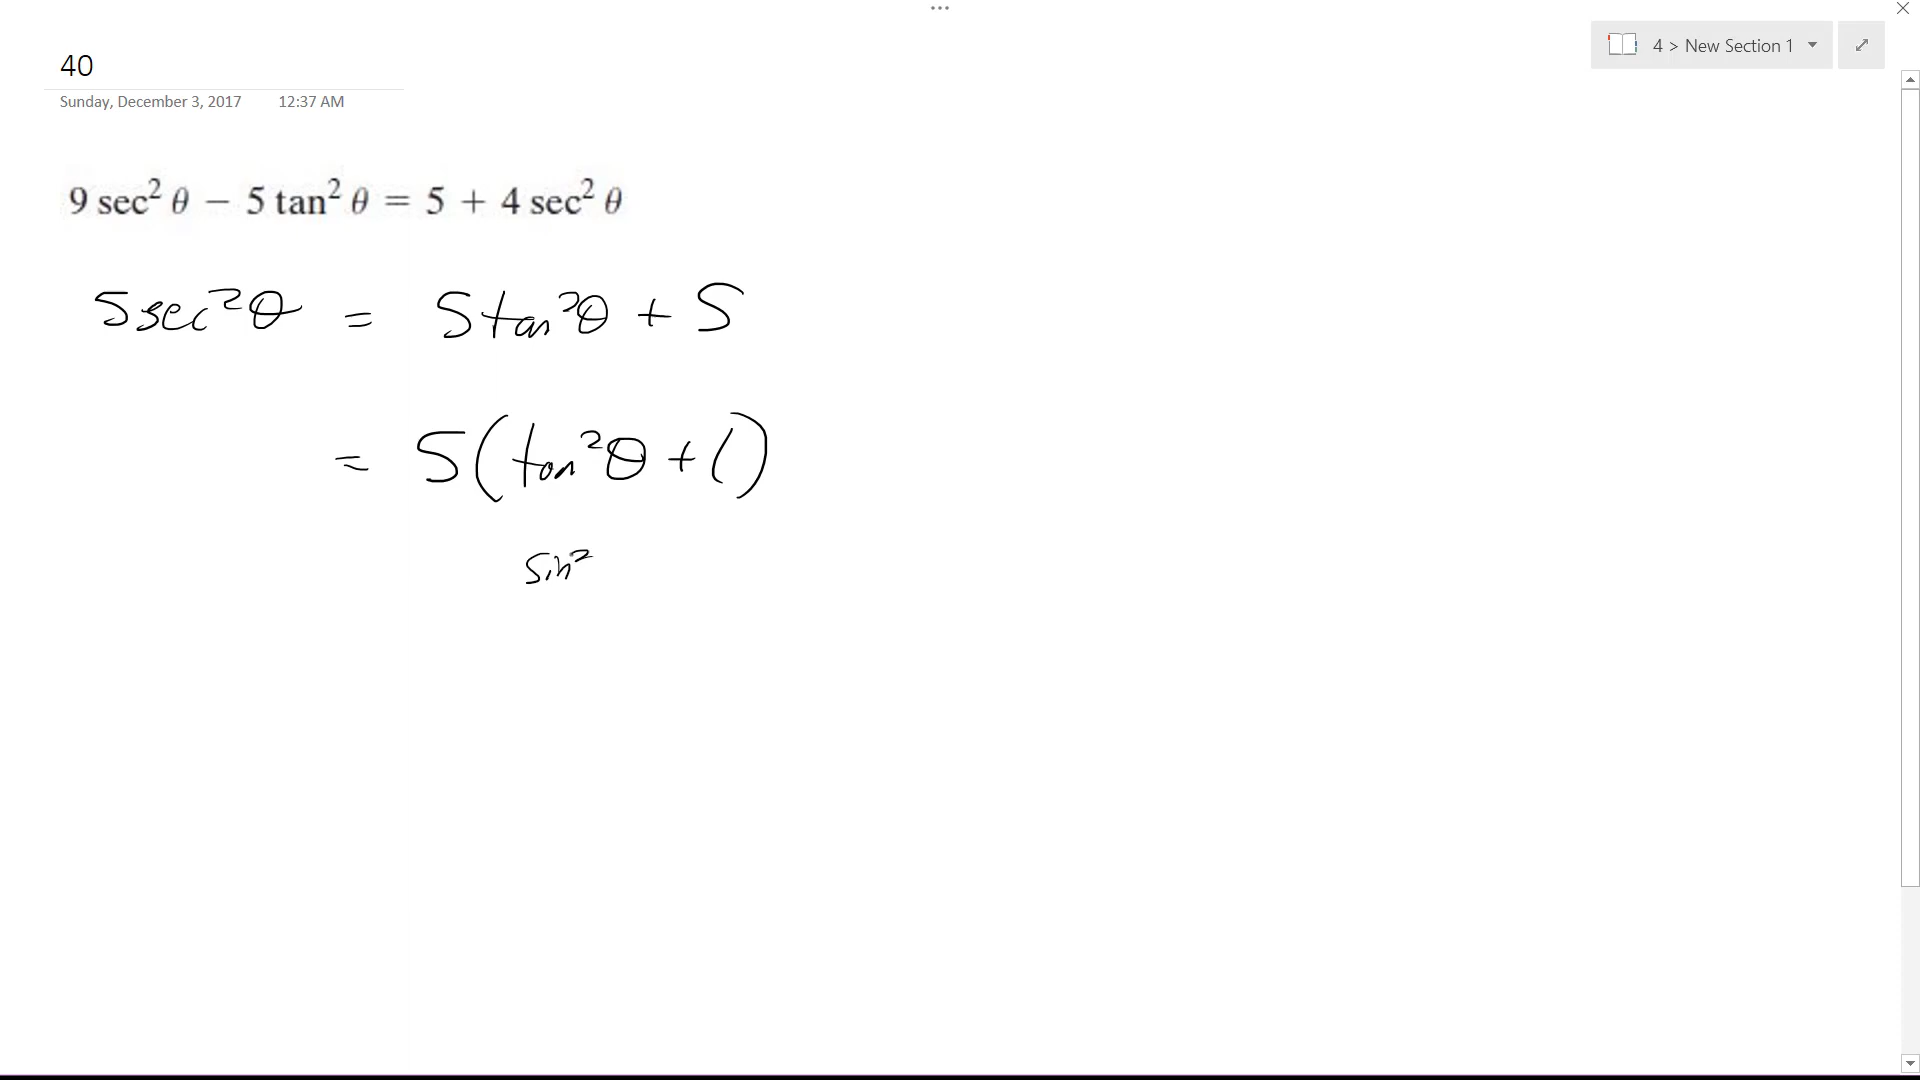 4 > New Section 1
40
Sunday, December 3, 2017 12:37 AM
9 sec² θ − 5 tan² θ = 5 + 4 sec² θ
5sec²θ = 5tan²θ + 5
= 5(tan²θ + 1)
sin²